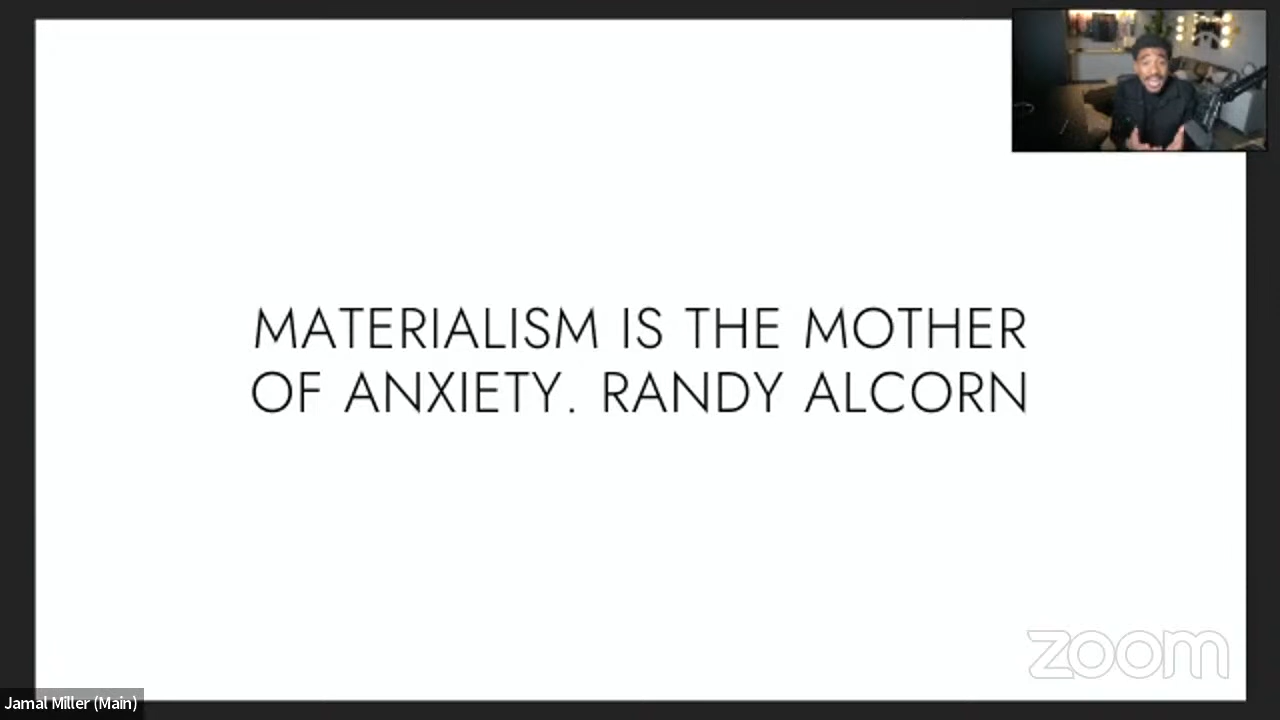 MATERIALISM IS THE MOTHER
OF ANXIETY. RANDY ALCORN
zoom
Jamal Miller (Main)